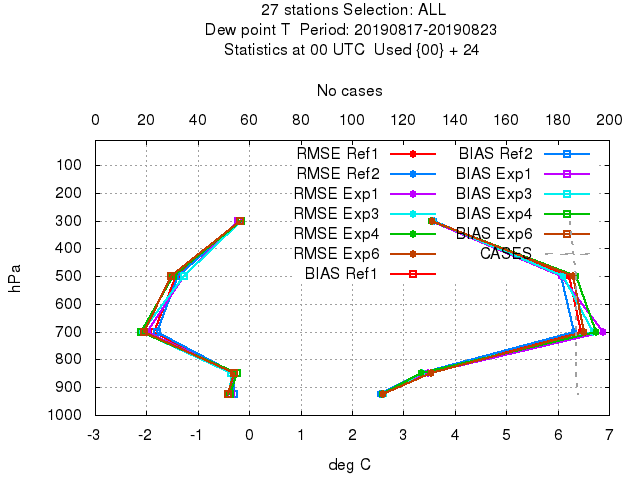 27 stations Selection: ALL
Dew point T  Period: 20190817-20190823
Statistics at 00 UTC  Used {00} + 24
No cases
0 20 40 60 80 100 120 140 160 180 200
RMSE Ref1 BIAS Ref2
RMSE Ref2 BIAS Exp1
RMSE Exp1 BIAS Exp3
RMSE Exp3 BIAS Exp4
RMSE Exp4 BIAS Exp6
RMSE Exp6 CASES
BIAS Ref1
100
200
300
400
500
600
700
800
900
1000
hPa
-3 -2 -1 0 1 2 3 4 5 6 7
deg C